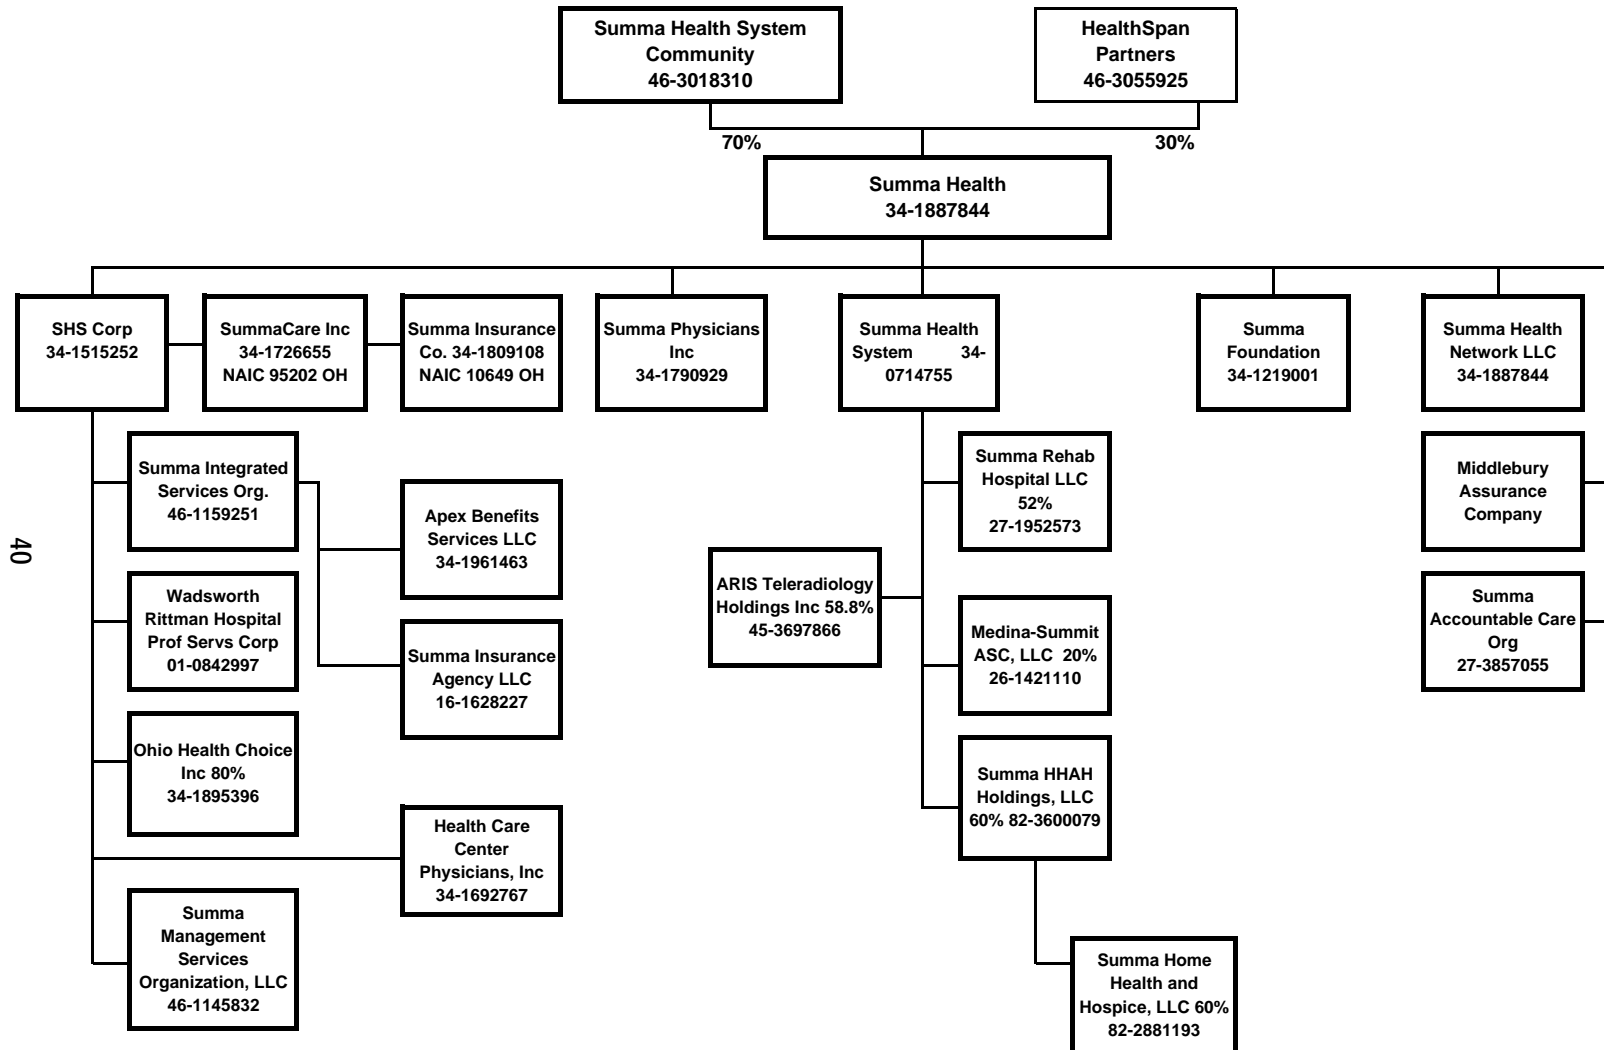 Summa Health System
Community
46-3018310
HealthSpan
Partners
46-3055925
70%
30%
Summa Health
34-1887844
SHS Corp
34-1515252
SummaCare Inc
34-1726655
NAIC 95202 OH
Summa Insurance
Co. 34-1809108
NAIC 10649 OH
Summa Physicians
Inc
34-1790929
Summa Health
System 34-
0714755
Summa
Foundation
34-1219001
Summa Health
Network LLC
34-1887844
Summa Integrated
Services Org.
46-1159251
Apex Benefits
Services LLC
34-1961463
Summa Rehab
Hospital LLC
52%
27-1952573
Middlebury
Assurance
Company
40
Wadsworth
Rittman Hospital
Prof Servs Corp
01-0842997
Summa Insurance
Agency LLC
16-1628227
ARIS Teleradiology
Holdings Inc 58.8%
45-3697866
Medina-Summit
ASC, LLC 20%
26-1421110
Summa
Accountable Care
Org
27-3857055
Ohio Health Choice
Inc 80%
34-1895396
Summa HHAH
Holdings, LLC
60% 82-3600079
Health Care
Center
Physicians, Inc
34-1692767
Summa
Management
Services
Organization, LLC
46-1145832
Summa Home
Health and
Hospice, LLC 60%
82-2881193